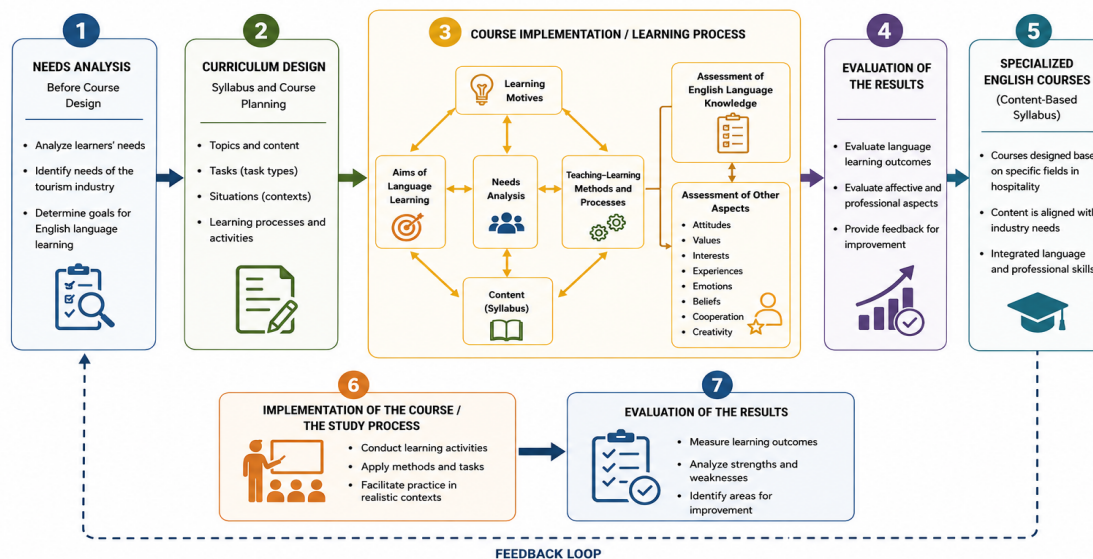 1
NEEDS ANALYSIS
Before Course
Design
• Analyze learners' needs
• Identify needs of the
tourism industry
• Determine goals for
English language
learning
2
CURRICULUM DESIGN
Syllabus and Course
Planning
• Topics and content
• Tasks (task types)
• Situations (contexts)
• Learning processes and
activities
3 COURSE IMPLEMENTATION / LEARNING PROCESS
Learning
Motives
Aims of
Language
Learning
Needs
Analysis
Teaching–Learning
Methods and
Processes
Content
(Syllabus)
Assessment of
English Language
Knowledge
Assessment of Other
Aspects
• Attitudes
• Values
• Interests
• Experiences
• Emotions
• Beliefs
• Cooperation
• Creativity
4
EVALUATION OF
THE RESULTS
• Evaluate language
learning outcomes
• Evaluate affective and
professional aspects
• Provide feedback for
improvement
5
SPECIALIZED
ENGLISH COURSES
(Content-Based
Syllabus)
• Courses designed base
on specific fields in
hospitality
• Content is aligned with
industry needs
• Integrated language
and professional skills
6
IMPLEMENTATION OF THE COURSE /
THE STUDY PROCESS
• Conduct learning activities
• Apply methods and tasks
• Facilitate practice in
realistic contexts
7
EVALUATION OF THE RESULTS
• Measure learning outcomes
• Analyze strengths and
weaknesses
• Identify areas for
improvement
FEEDBACK LOOP